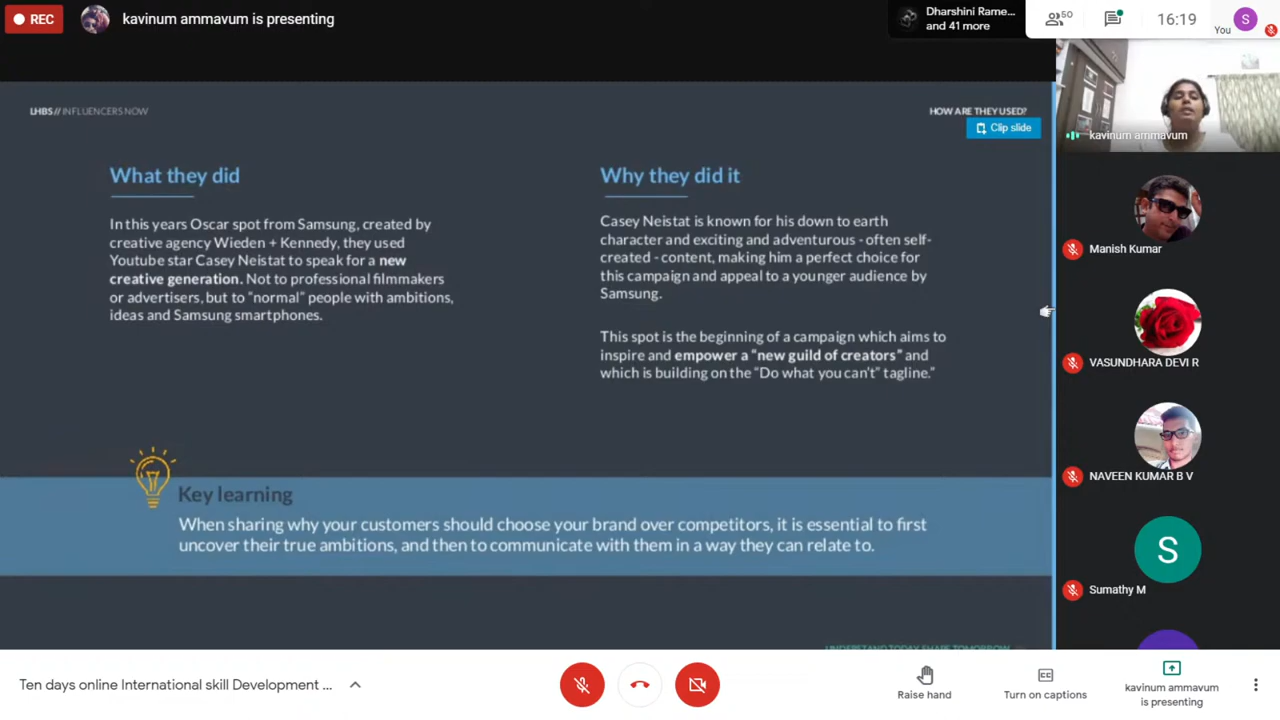 REC
kavinum ammavum is presenting
Dharshini Rame...
and 41 more
50
16:19
S
You
LHBS// INFLUENCERS NOW
HOW ARE THEY USED?
Clip slide
What they did
In this years Oscar spot from Samsung, created by
creative agency Wieden + Kennedy, they used
Youtube star Casey Neistat to speak for a new
creative generation. Not to professional filmmakers
or advertisers, but to "normal" people with ambitions,
ideas and Samsung smartphones.
Why they did it
Casey Neistat is known for his down to earth
character and exciting and adventurous - often self-
created - content, making him a perfect choice for
this campaign and appeal to a younger audience by
Samsung.
This spot is the beginning of a campaign which aims to
inspire and empower a "new guild of creators" and
which is building on the "Do what you can't" tagline."
Key learning
When sharing why your customers should choose your brand over competitors, it is essential to first
uncover their true ambitions, and then to communicate with them in a way they can relate to.
UNDERSTAND TODAY. SHARE TOMORROW.
kavinum ammavum
Manish Kumar
VASUNDHARA DEVI R
NAVEEN KUMAR B V
S
Sumathy M
Ten days online International skill Development ...
Raise hand
Turn on captions
kavinum ammavum
is presenting